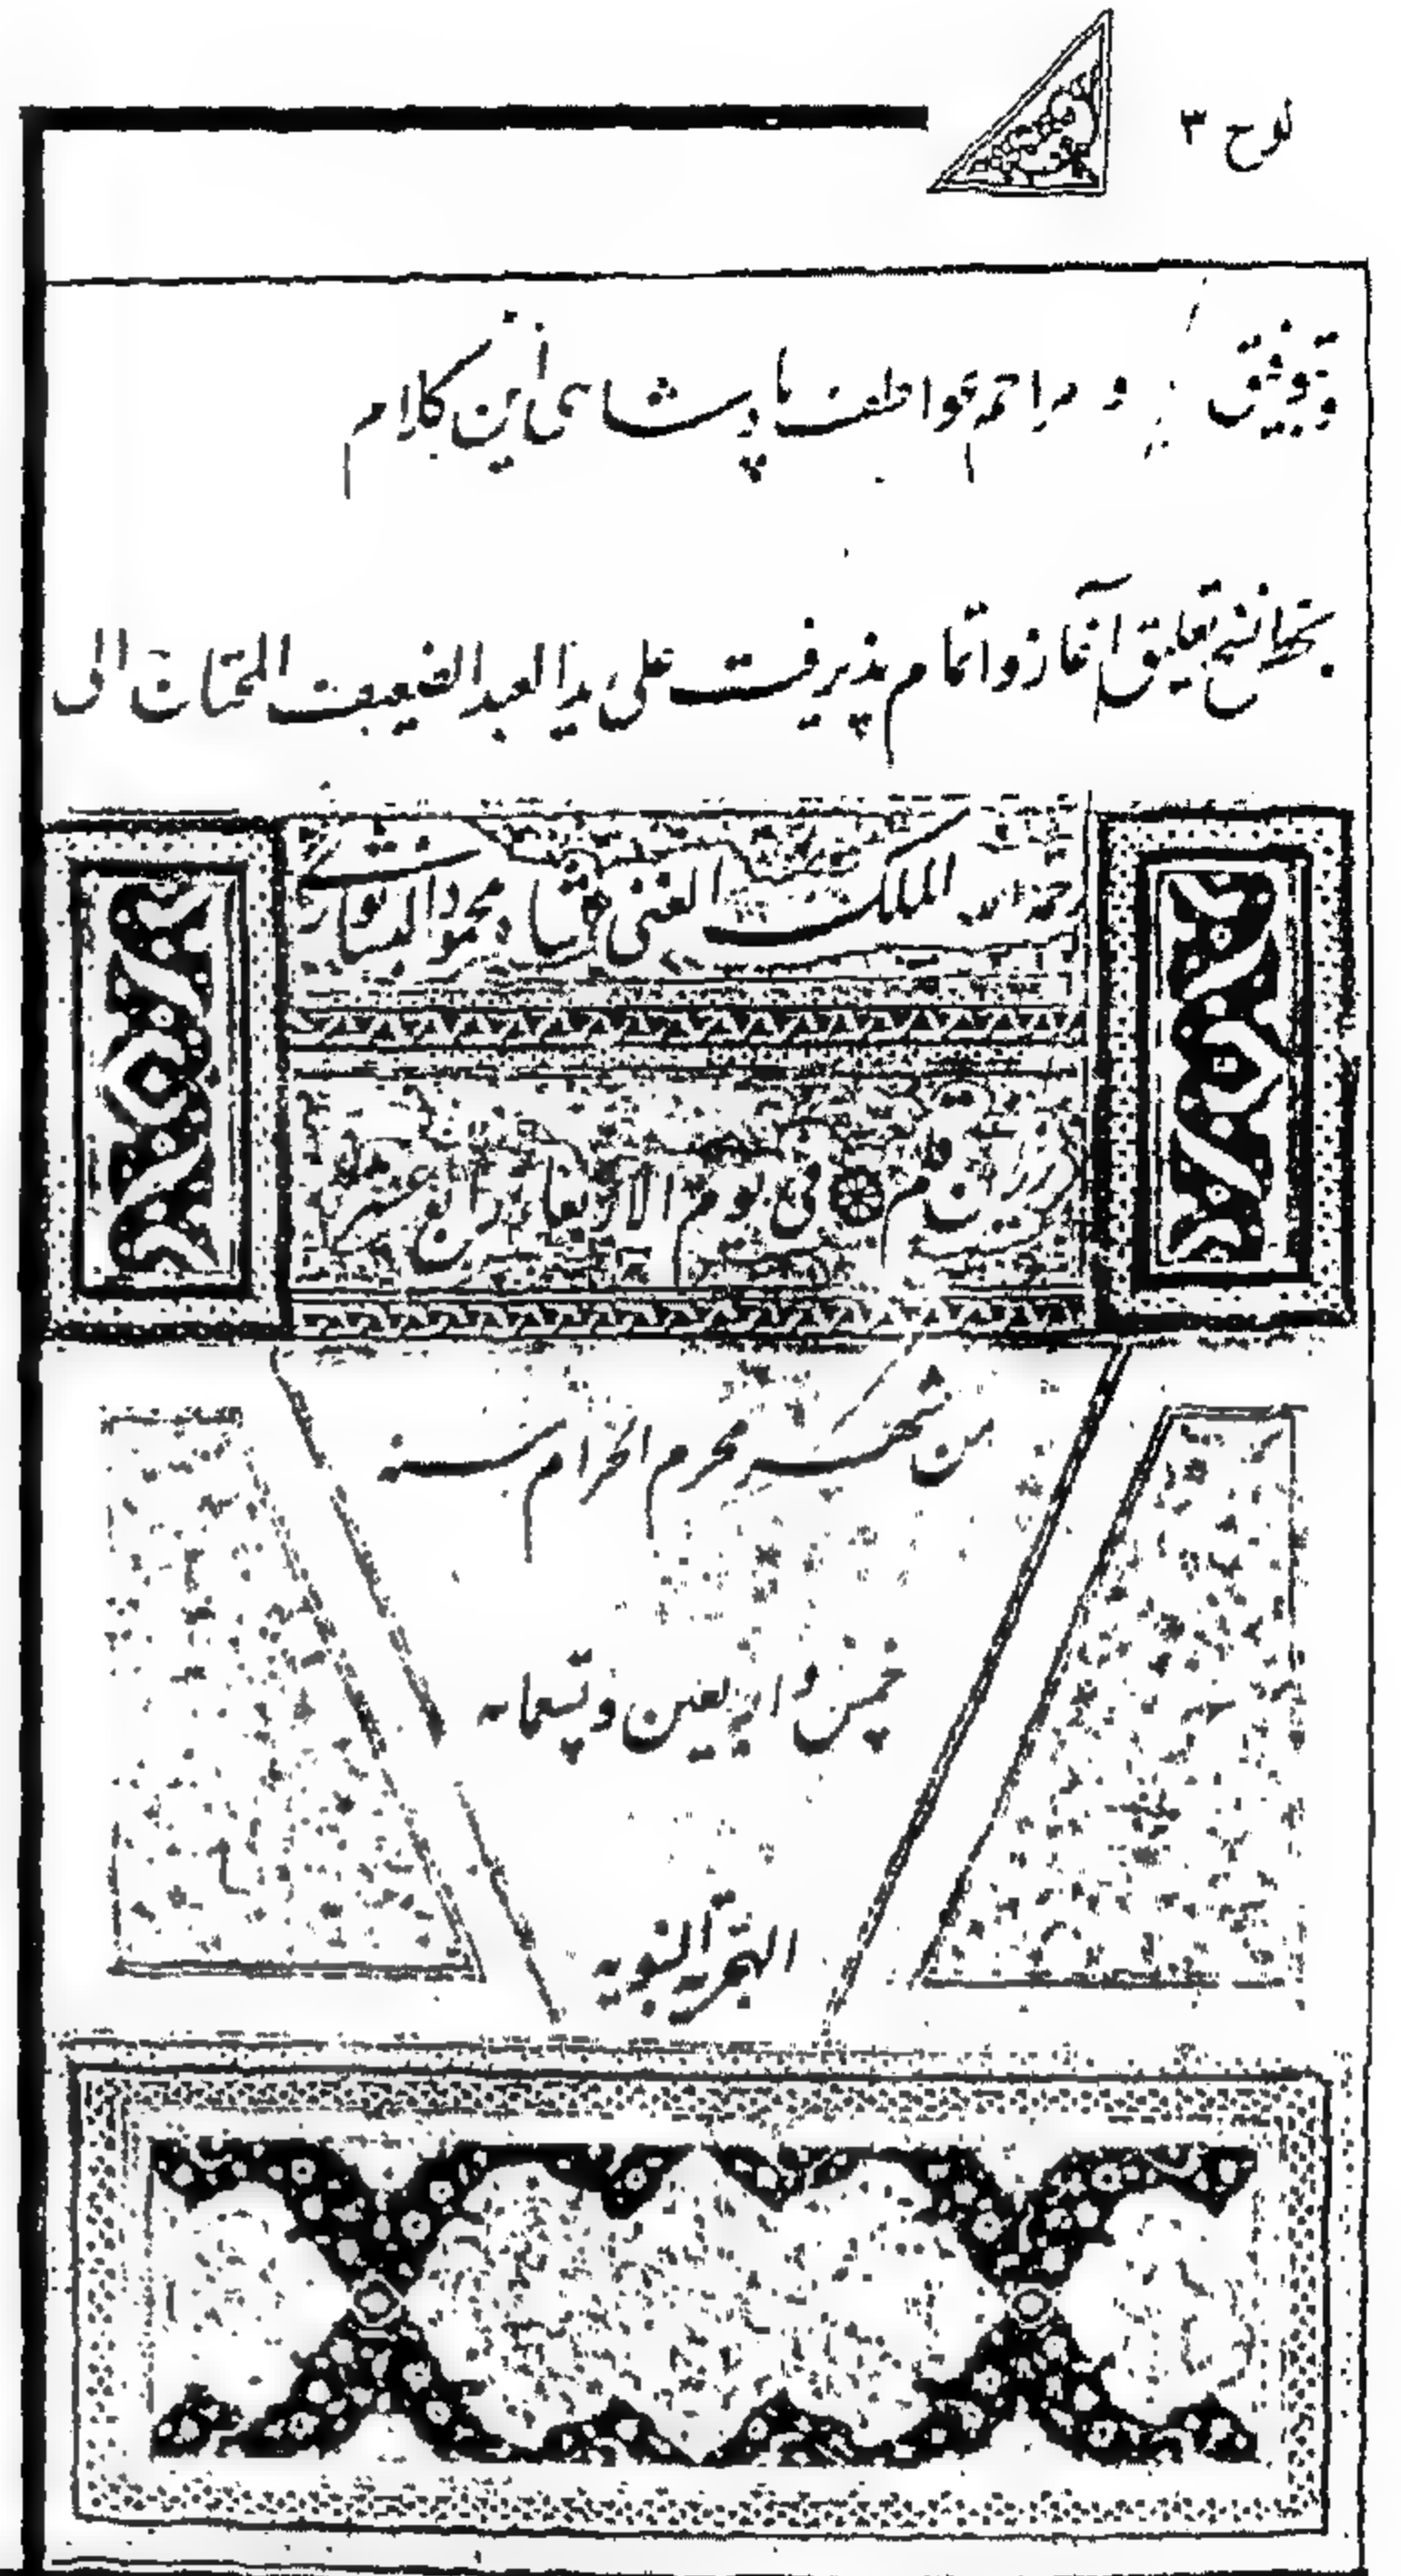 لوح ۳
وتوفیق و مراحم عواطف پادشاهی این کلام
بخط نسخ تعلیق آغاز و اتمام پذیرفت علی ید العبد الضعیف المحتاج الی
رحمة الله الملک الغنی شاه محمود النیشابوری
زرین قلم فی یوم الاربعاء عشر
من شهر محرم الحرام سنه
خمس و اربعین و تسعمایه
الهجریة النبویه